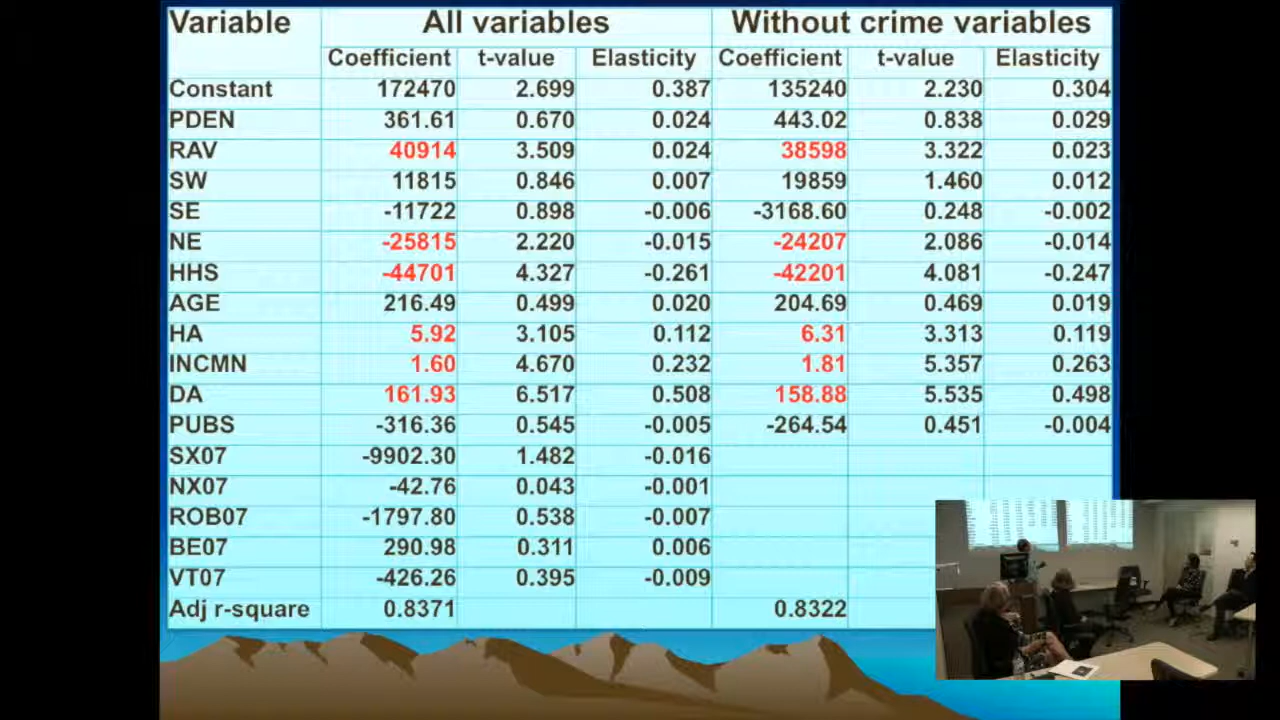 Variable All variables Without crime variables
Coefficient t-value Elasticity Coefficient t-value Elasticity
Constant 172470 2.699 0.387 135240 2.230 0.304
PDEN 361.61 0.670 0.024 443.02 0.838 0.029
RAV 40914 3.509 0.024 38598 3.322 0.023
SW 11815 0.846 0.007 19859 1.460 0.012
SE -11722 0.898 -0.006 -3168.60 0.248 -0.002
NE -25815 2.220 -0.015 -24207 2.086 -0.014
HHS -44701 4.327 -0.261 -42201 4.081 -0.247
AGE 216.49 0.499 0.020 204.69 0.469 0.019
HA 5.92 3.105 0.112 6.31 3.313 0.119
INCMN 1.60 4.670 0.232 1.81 5.357 0.263
DA 161.93 6.517 0.508 158.88 5.535 0.498
PUBS -316.36 0.545 -0.005 -264.54 0.451 -0.004
SX07 -9902.30 1.482 -0.016
NX07 -42.76 0.043 -0.001
ROB07 -1797.80 0.538 -0.007
BE07 290.98 0.311 0.006
VT07 -426.26 0.395 -0.009
Adj r-square 0.8371 0.8322